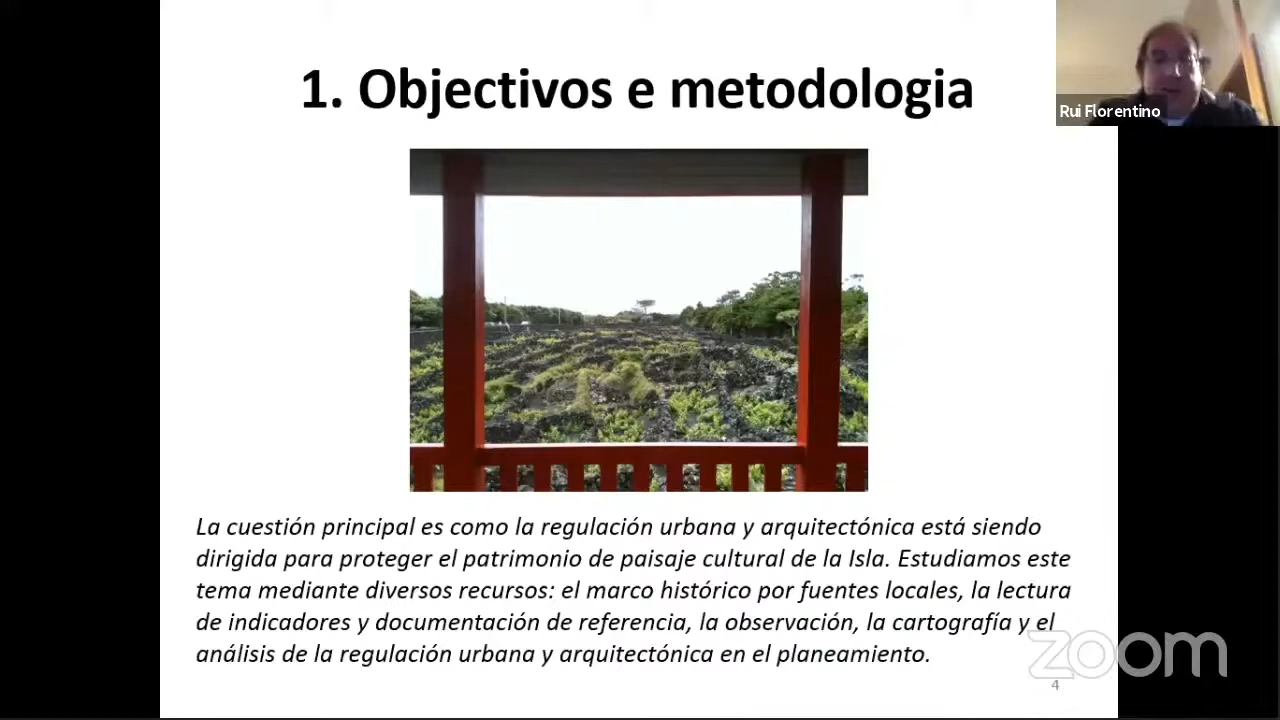 1. Objectivos e metodologia
Rui Florentino
La cuestión principal es como la regulación urbana y arquitectónica está siendo
dirigida para proteger el patrimonio de paisaje cultural de la Isla. Estudiamos este
tema mediante diversos recursos: el marco histórico por fuentes locales, la lectura
de indicadores y documentación de referencia, la observación, la cartografía y el
análisis de la regulación urbana y arquitectónica en el planeamiento.
zoom
4